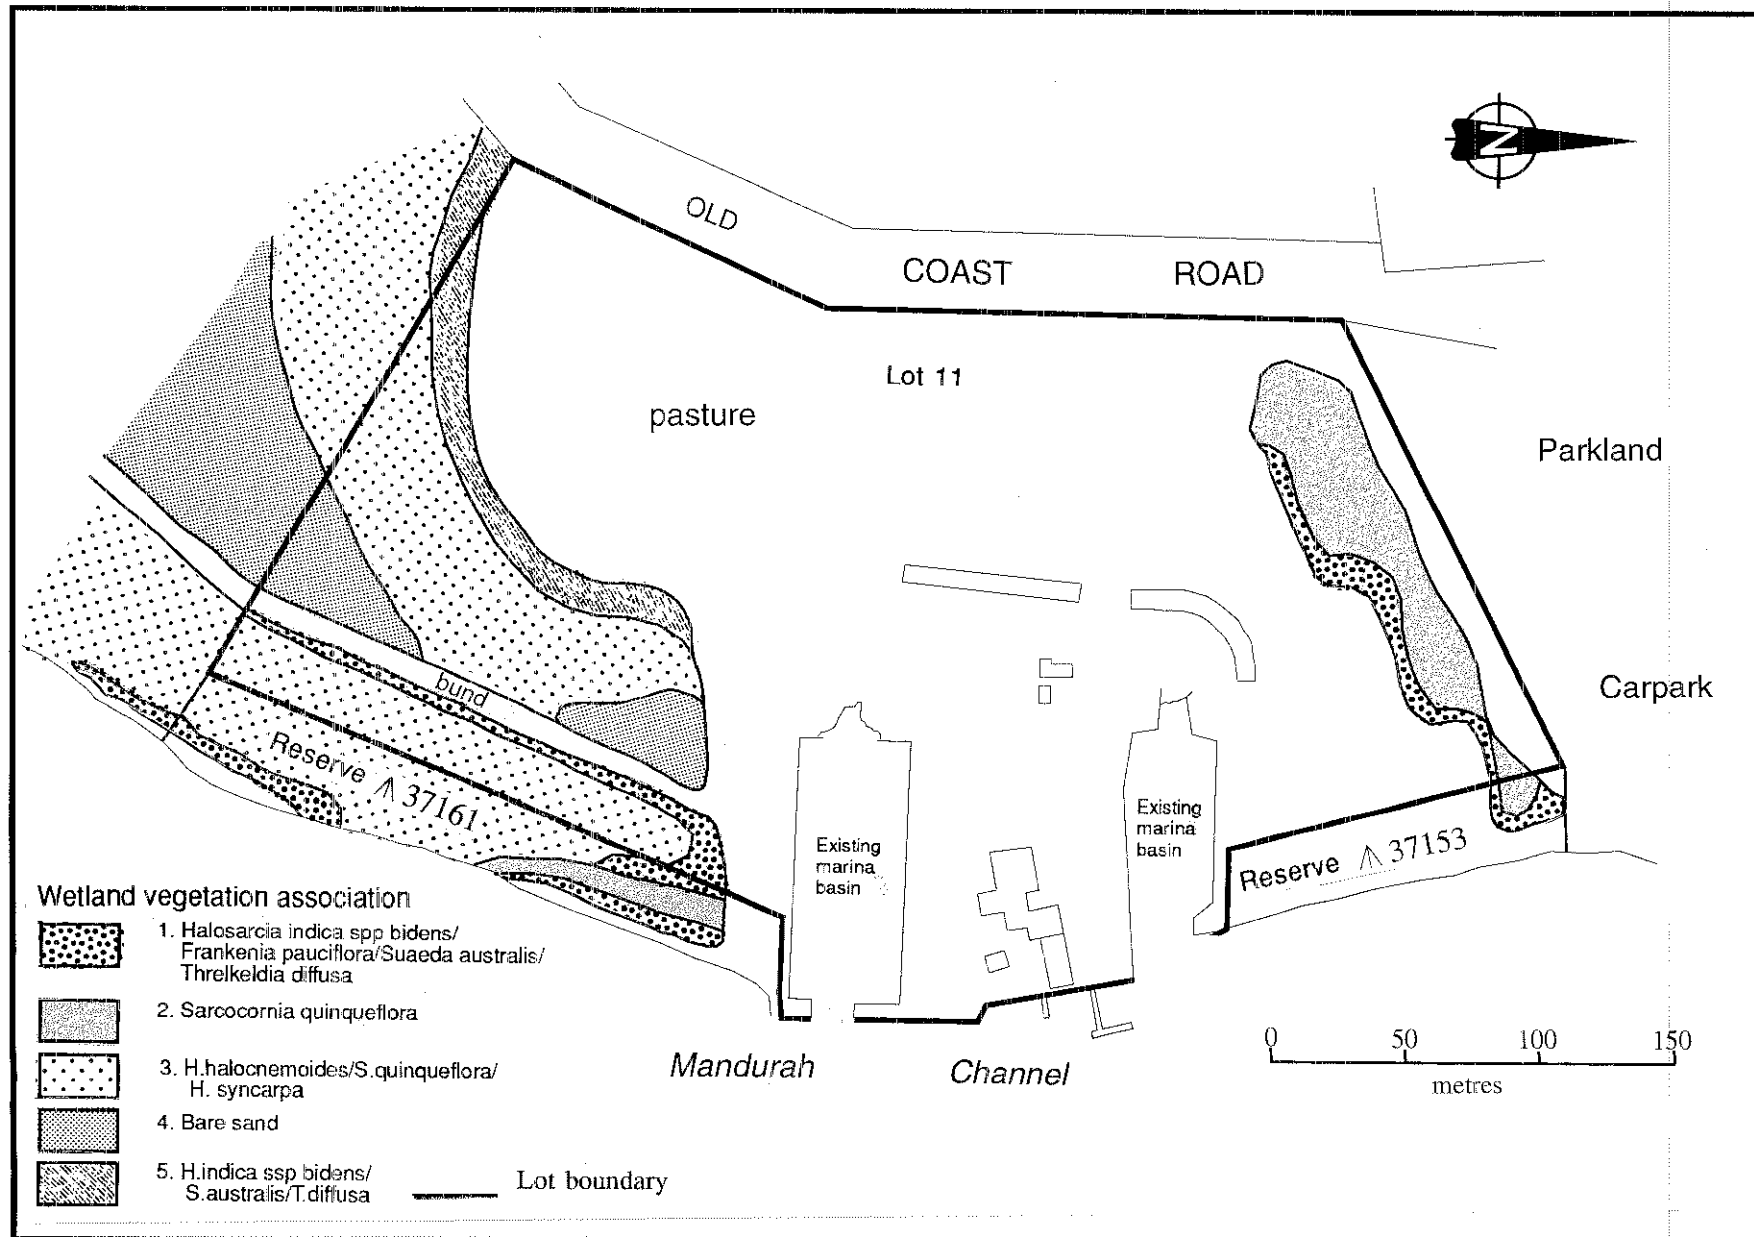 N
OLD
COAST ROAD
Lot 11
pasture
Parkland
Carpark
bund
Reserve 37161
Existing
marina
basin
Existing
marina
basin
Reserve 37153
Mandurah Channel
0 50 100 150
metres
Wetland vegetation association
1. Halosarcia indica spp bidens/
Frankenia pauciflora/Suaeda australis/
Threlkeldia diffusa
2. Sarcocornia quinqueflora
3. H.halocnemoides/S.quinqueflora/
H. syncarpa
4. Bare sand
5. H.indica ssp bidens/
S.australis/T.diffusa
Lot boundary